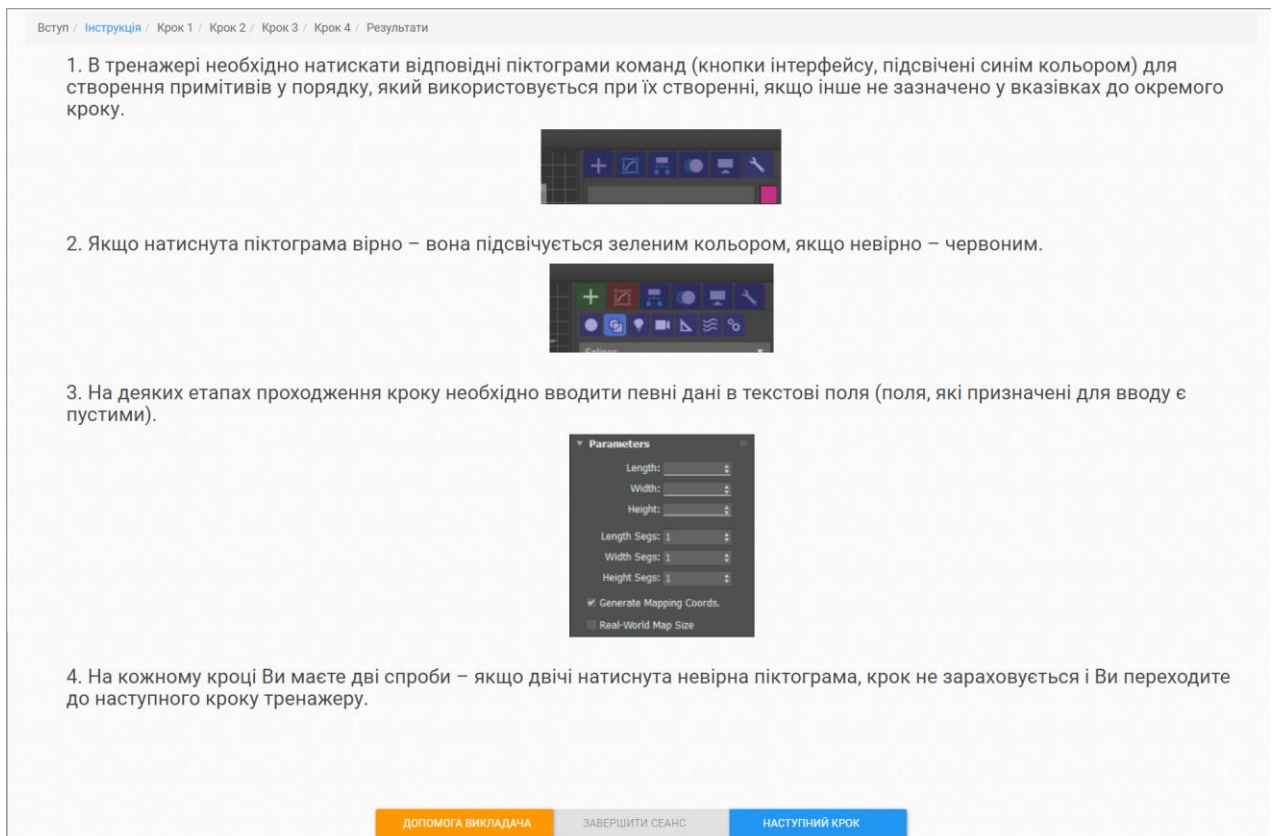 Вступ / Інструкція / Крок 1 / Крок 2 / Крок 3 / Крок 4 / Результати
1. В тренажері необхідно натискати відповідні піктограми команд (кнопки інтерфейсу, підсвічені синім кольором) для
створення примітивів у порядку, який використовується при їх створенні, якщо інше не зазначено у вказівках до окремого
кроку.
2. Якщо натиснута піктограма вірно – вона підсвічується зеленим кольором, якщо невірно – червоним.
Splines
3. На деяких етапах проходження кроку необхідно вводити певні дані в текстові поля (поля, які призначені для вводу є
пустими).
Parameters
Length:
Width:
Height:
Length Segs: 1
Width Segs: 1
Height Segs: 1
Generate Mapping Coords.
Real-World Map Size
4. На кожному кроці Ви маєте дві спроби – якщо двічі натиснута невірна піктограма, крок не зараховується і Ви переходите
до наступного кроку тренажеру.
ДОПОМОГА ВИКЛАДАЧА ЗАВЕРШИТИ СЕАНС НАСТУПНИЙ КРОК